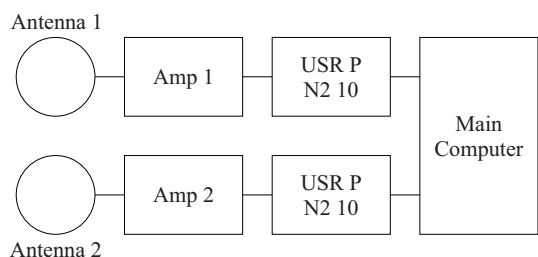 Antenna 1
Amp 1
USR P
N2 10
Main
Computer
Amp 2
USR P
N2 10
Antenna 2